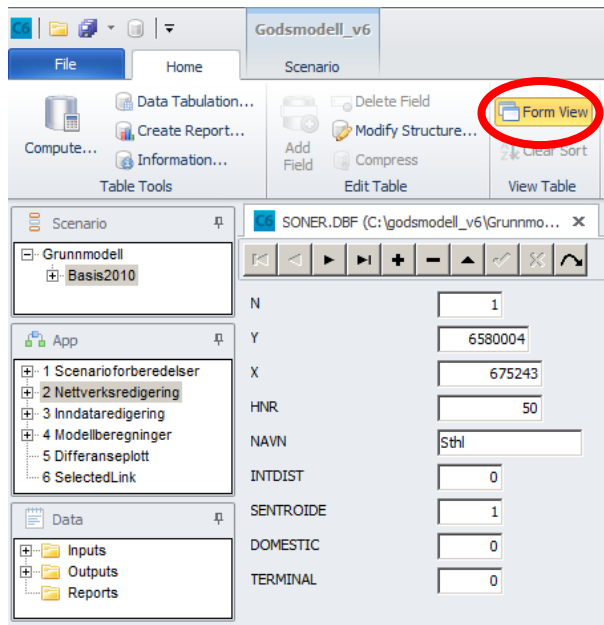 C6
Godsmodell_v6
File
Home
Scenario
Compute...
Data Tabulation...
Create Report...
Information...
Table Tools
Add Field
Delete Field
Modify Structure...
Compress
Edit Table
Form View
Clear Sort
View Table
Scenario
Grunnmodell
Basis2010
App
1 Scenarioforberedelser
2 Nettverksredigering
3 Inndataredigering
4 Modellberegninger
5 Differanseplott
6 SelectedLink
Data
Inputs
Outputs
Reports
C6 SONER.DBF (C:\godsmodell_v6\Grunnmo...
N 1
Y 6580004
X 675243
HNR 50
NAVN Sthl
INTDIST 0
SENTROIDE 1
DOMESTIC 0
TERMINAL 0